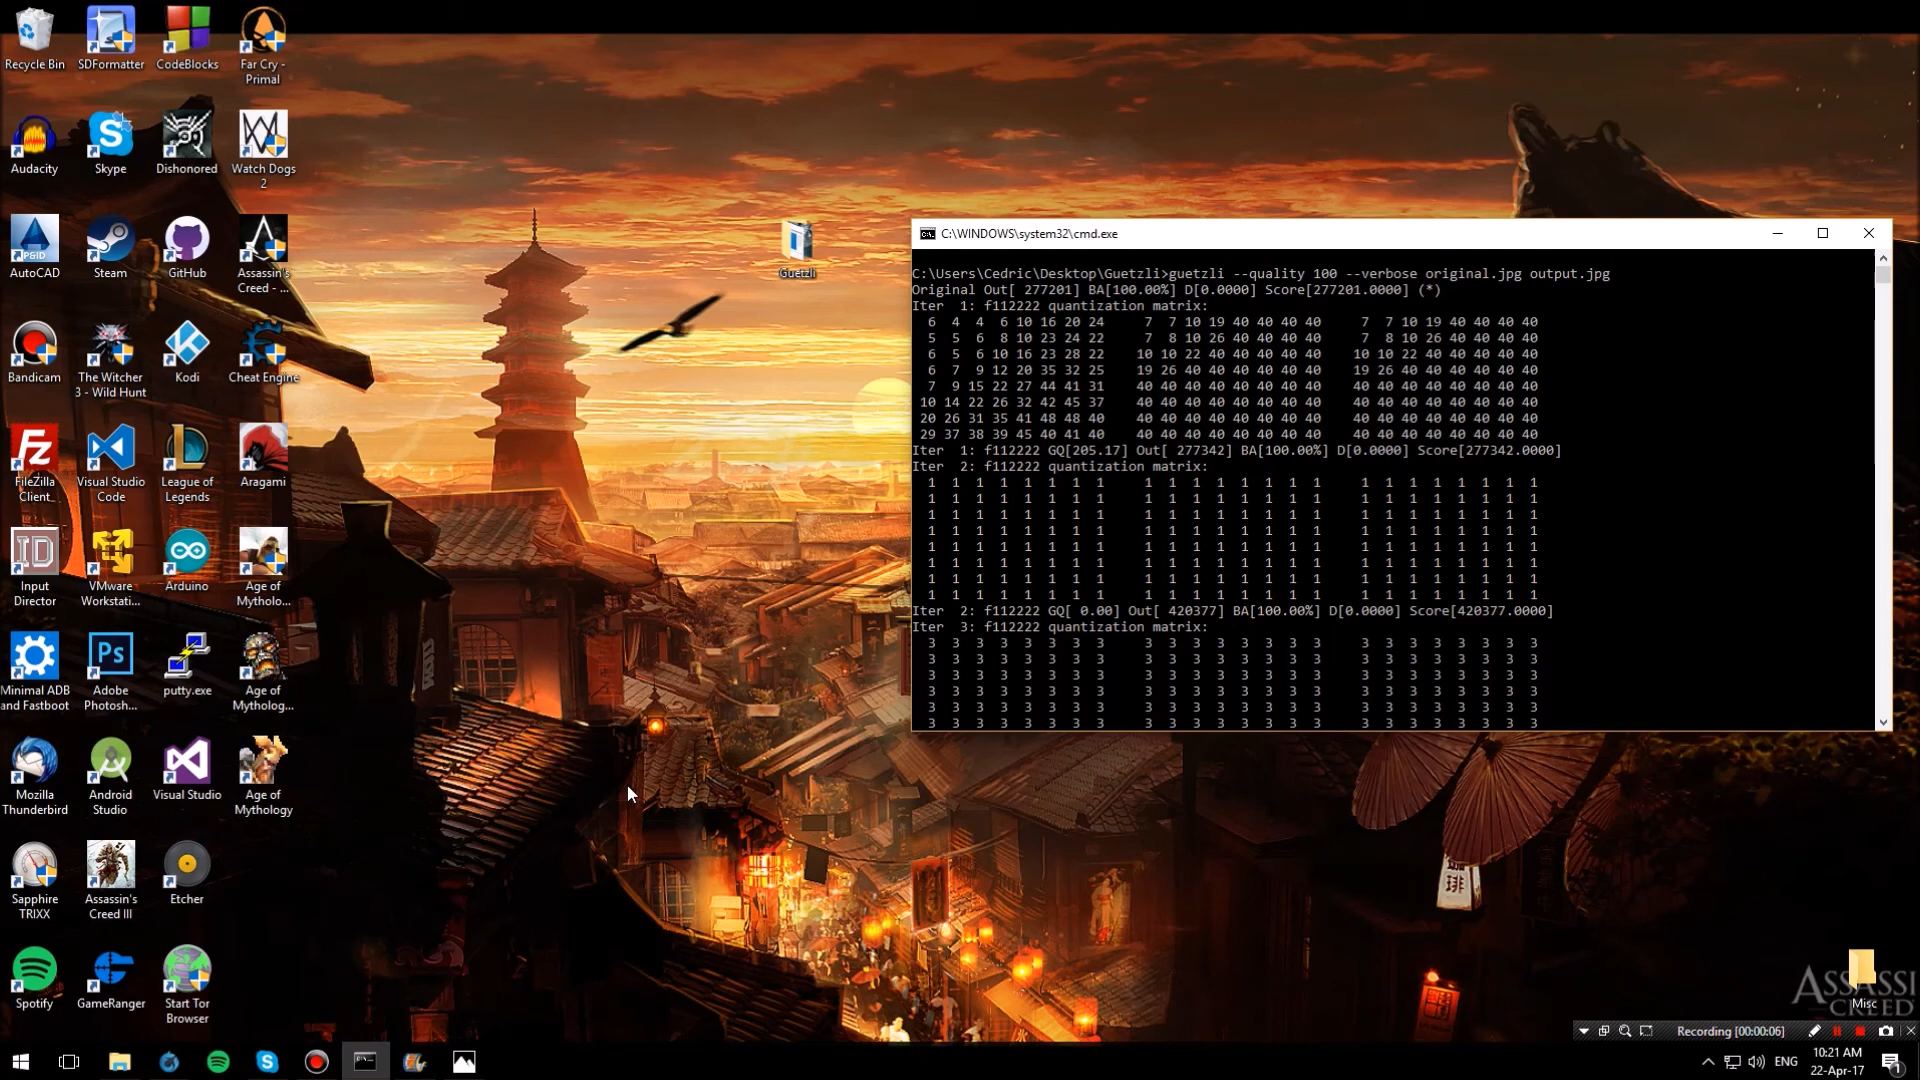 Recycle Bin
SDFormatter
CodeBlocks
Far Cry -
Primal
Audacity
Skype
Dishonored
Watch Dogs
2
AutoCAD
Steam
GitHub
Assassin's
Creed - ...
Bandicam
The Witcher
3 - Wild Hunt
Kodi
Cheat Engine
FileZilla
Client
Visual Studio
Code
League of
Legends
Aragami
Input
Director
VMware
Workstati...
Arduino
Age of
Mytholo...
Minimal ADB
and Fastboot
Adobe
Photosh...
putty.exe
Age of
Mytholog...
Mozilla
Thunderbird
Android
Studio
Visual Studio
Age of
Mythology
Sapphire
TRIXX
Assassin's
Creed III
Etcher
Spotify
GameRanger
Start Tor
Browser
Guetzli
C:\WINDOWS\system32\cmd.exe
C:\Users\Cedric\Desktop\Guetzli>guetzli --quality 100 --verbose original.jpg output.jpg
Original Out[ 277201] BA[100.00%] D[0.0000] Score[277201.0000] (*)
Iter  1: f112222 quantization matrix:
6 4 4 6 10 16 20 24 7 7 10 19 40 40 40 40 7 7 10 19 40 40 40 40
5 5 6 8 10 23 24 22 7 8 10 26 40 40 40 40 7 8 10 26 40 40 40 40
6 5 6 10 16 23 28 22 10 10 22 40 40 40 40 40 10 10 22 40 40 40 40 40
6 7 9 12 20 35 32 25 19 26 40 40 40 40 40 40 19 26 40 40 40 40 40 40
7 9 15 22 27 44 41 31 40 40 40 40 40 40 40 40 40 40 40 40 40 40 40 40
10 14 22 26 32 42 45 37 40 40 40 40 40 40 40 40 40 40 40 40 40 40 40 40
20 26 31 35 41 48 48 40 40 40 40 40 40 40 40 40 40 40 40 40 40 40 40 40
29 37 38 39 45 40 41 40 40 40 40 40 40 40 40 40 40 40 40 40 40 40 40 40
Iter  1: f112222 GQ[205.17] Out[ 277342] BA[100.00%] D[0.0000] Score[277342.0000]
Iter  2: f112222 quantization matrix:
1 1 1 1 1 1 1 1 1 1 1 1 1 1 1 1 1 1 1 1 1 1 1 1
1 1 1 1 1 1 1 1 1 1 1 1 1 1 1 1 1 1 1 1 1 1 1 1
1 1 1 1 1 1 1 1 1 1 1 1 1 1 1 1 1 1 1 1 1 1 1 1
1 1 1 1 1 1 1 1 1 1 1 1 1 1 1 1 1 1 1 1 1 1 1 1
1 1 1 1 1 1 1 1 1 1 1 1 1 1 1 1 1 1 1 1 1 1 1 1
1 1 1 1 1 1 1 1 1 1 1 1 1 1 1 1 1 1 1 1 1 1 1 1
1 1 1 1 1 1 1 1 1 1 1 1 1 1 1 1 1 1 1 1 1 1 1 1
1 1 1 1 1 1 1 1 1 1 1 1 1 1 1 1 1 1 1 1 1 1 1 1
Iter  2: f112222 GQ[ 0.00] Out[ 420377] BA[100.00%] D[0.0000] Score[420377.0000]
Iter  3: f112222 quantization matrix:
3 3 3 3 3 3 3 3 3 3 3 3 3 3 3 3 3 3 3 3 3 3 3 3
3 3 3 3 3 3 3 3 3 3 3 3 3 3 3 3 3 3 3 3 3 3 3 3
3 3 3 3 3 3 3 3 3 3 3 3 3 3 3 3 3 3 3 3 3 3 3 3
3 3 3 3 3 3 3 3 3 3 3 3 3 3 3 3 3 3 3 3 3 3 3 3
3 3 3 3 3 3 3 3 3 3 3 3 3 3 3 3 3 3 3 3 3 3 3 3
3 3 3 3 3 3 3 3 3 3 3 3 3 3 3 3 3 3 3 3 3 3 3 3
ASSASSI
CREED
Misc
Recording [00:00:06]
ENG
10:21 AM
22-Apr-17
1